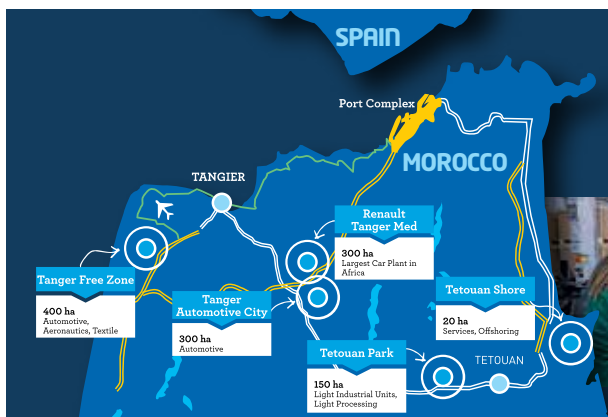 SPAIN
Port Complex
MOROCCO
TANGIER
Renault
Tanger Med
300 ha
Largest Car Plant in
Africa
Tanger Free Zone
400 ha
Automotive,
Aeronautics, Textile
Tanger
Automotive City
300 ha
Automotive
Tetouan Shore
20 ha
Services, Offshoring
Tetouan Park
150 ha
Light Industrial Units,
Light Processing
TETOUAN